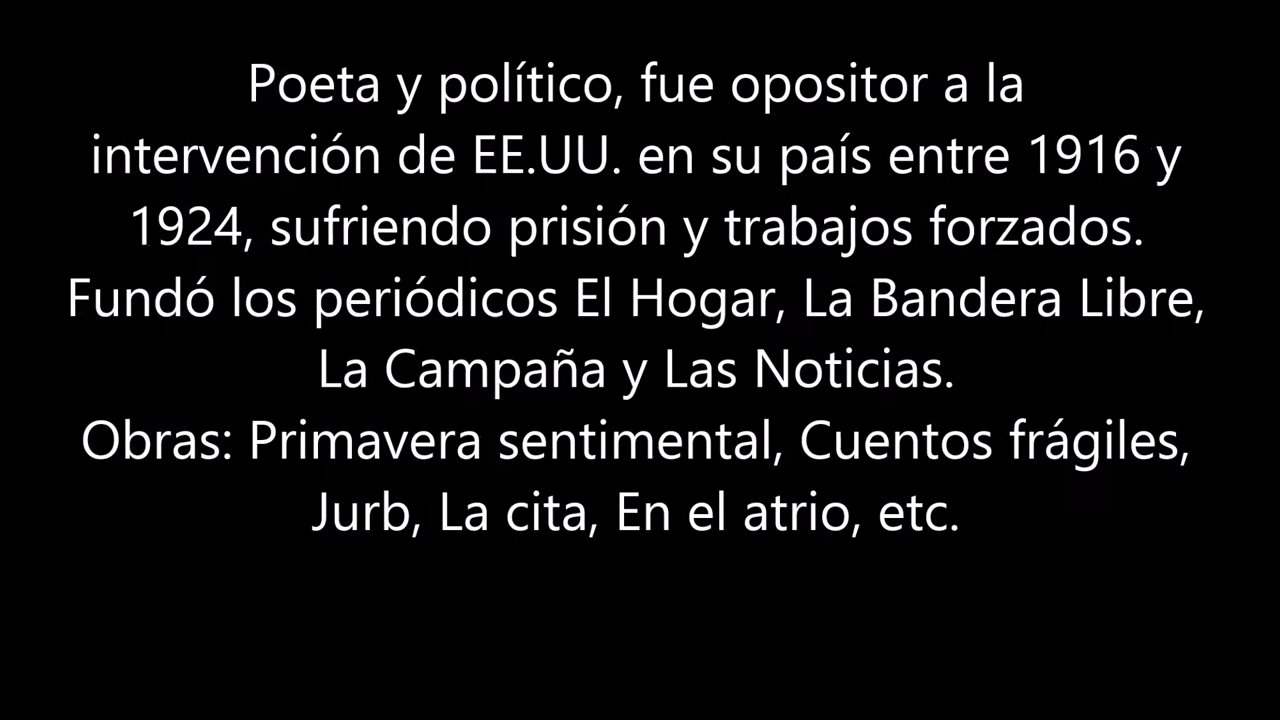 Poeta y político, fue opositor a la
intervención de EE.UU. en su país entre 1916 y
1924, sufriendo prisión y trabajos forzados.
Fundó los periódicos El Hogar, La Bandera Libre,
La Campaña y Las Noticias.
Obras: Primavera sentimental, Cuentos frágiles,
Jurb, La cita, En el atrio, etc.